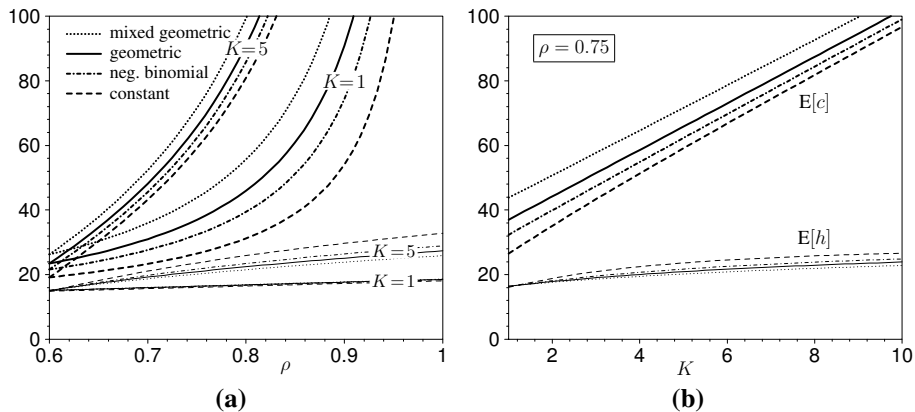 mixed geometric
geometric
neg. binomial
constant
K=5
K=1
K=5
K=1
100
80
60
40
20
0
0.6
0.7
0.8
0.9
1
ρ
(a)
ρ = 0.75
E[c]
E[h]
100
80
60
40
20
0
2
4
6
8
10
K
(b)